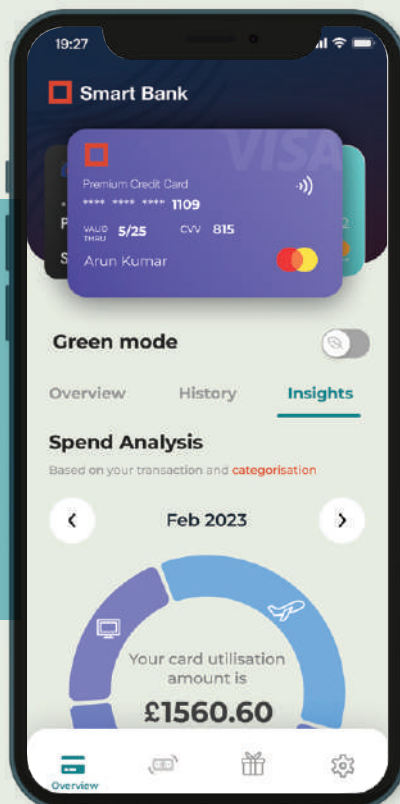 19:27
Smart Bank
VISA
Premium Credit Card
**** **** **** 1109
VALID THRU 5/25 CVV 815
Arun Kumar
Green mode
Overview History Insights
Spend Analysis
Based on your transaction and categorisation
Feb 2023
Your card utilisation
amount is
£1560.60
Overview